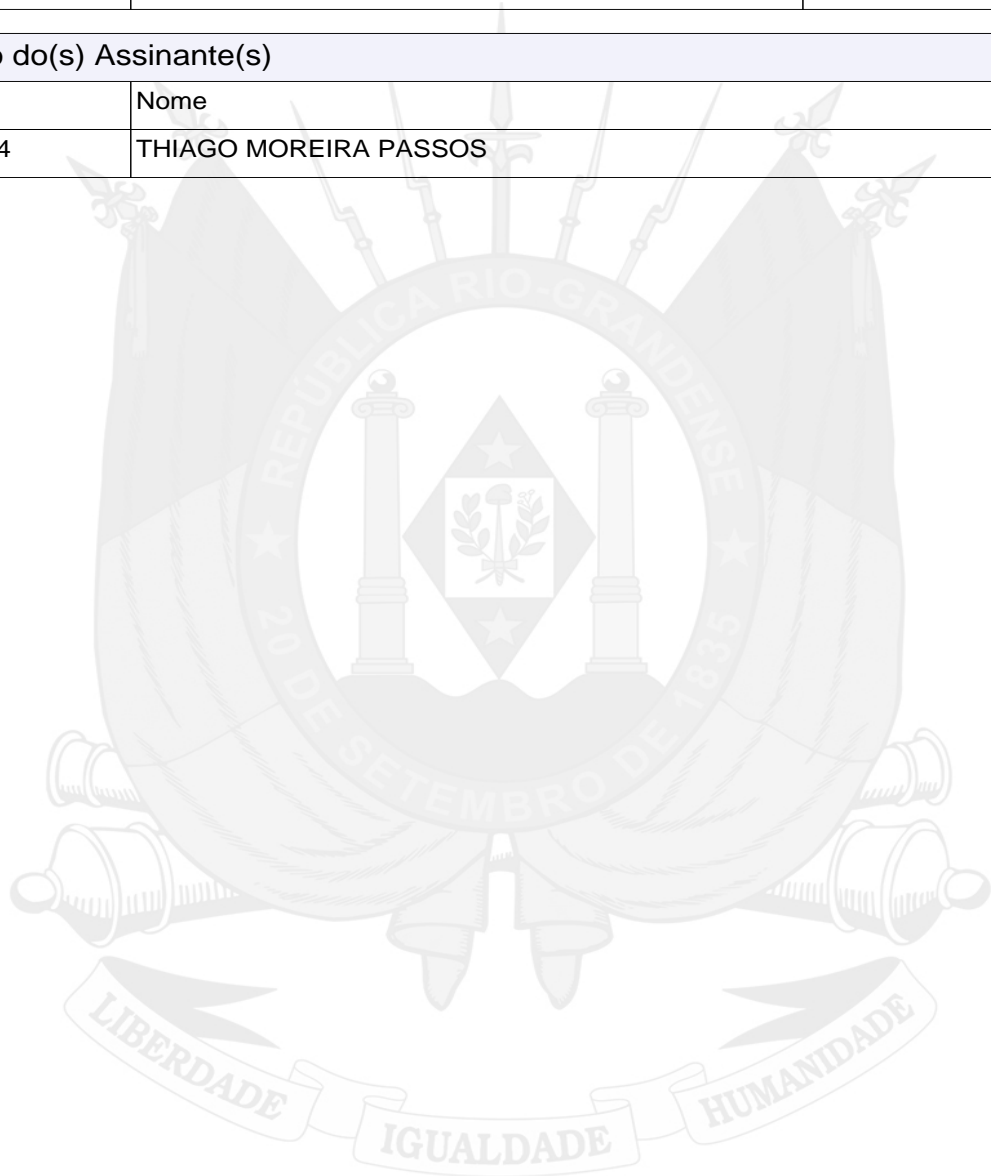 o do(s) Assinante(s)
Nome
4 THIAGO MOREIRA PASSOS
REPÚBLICA RIO-GRANDENSE
20 DE SETEMBRO DE 1835
LIBERDADE IGUALDADE HUMANIDADE